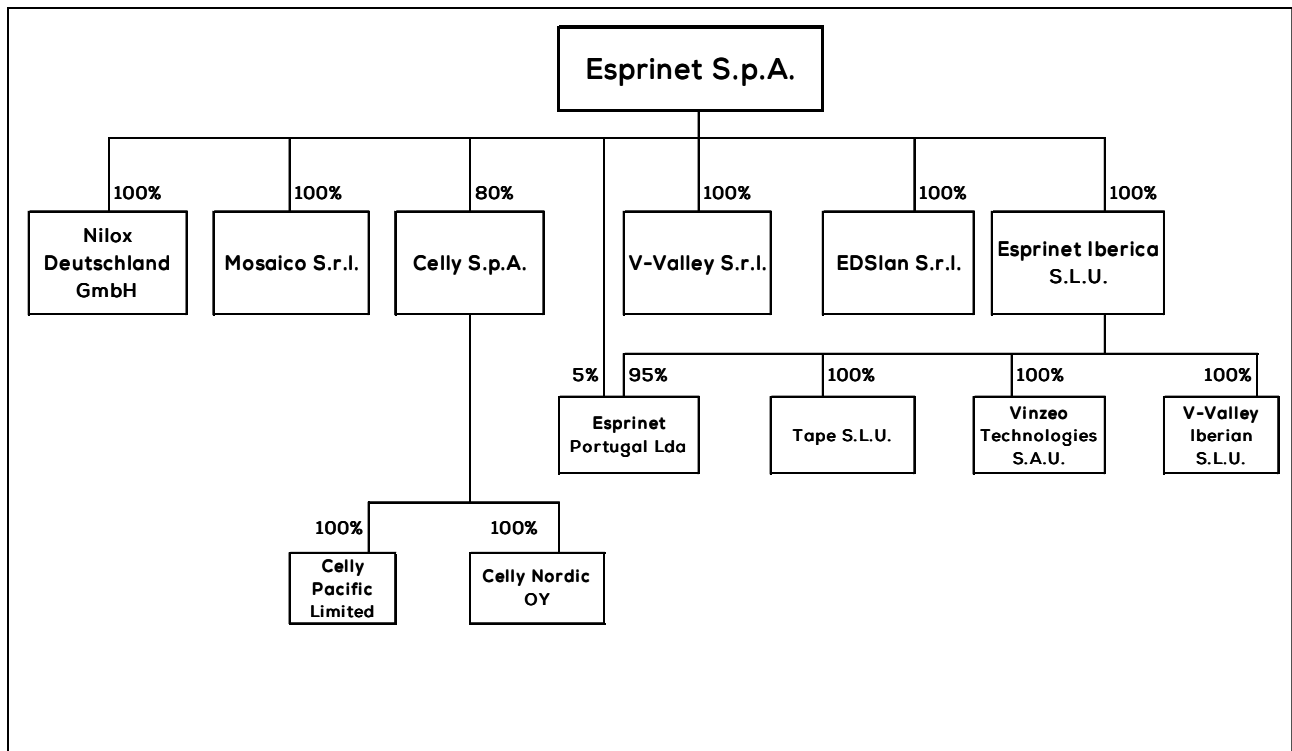 Esprinet S.p.A.
100%
100%
80%
100%
100%
100%
Nilox
Deutschland
GmbH
Mosaico S.r.l.
Celly S.p.A.
V-Valley S.r.l.
EDSlan S.r.l.
Esprinet Iberica
S.L.U.
5%
95%
100%
100%
100%
Esprinet
Portugal Lda
Tape S.L.U.
Vinzeo
Technologies
S.A.U.
V-Valley
Iberian
S.L.U.
100%
100%
Celly
Pacific
Limited
Celly Nordic
OY